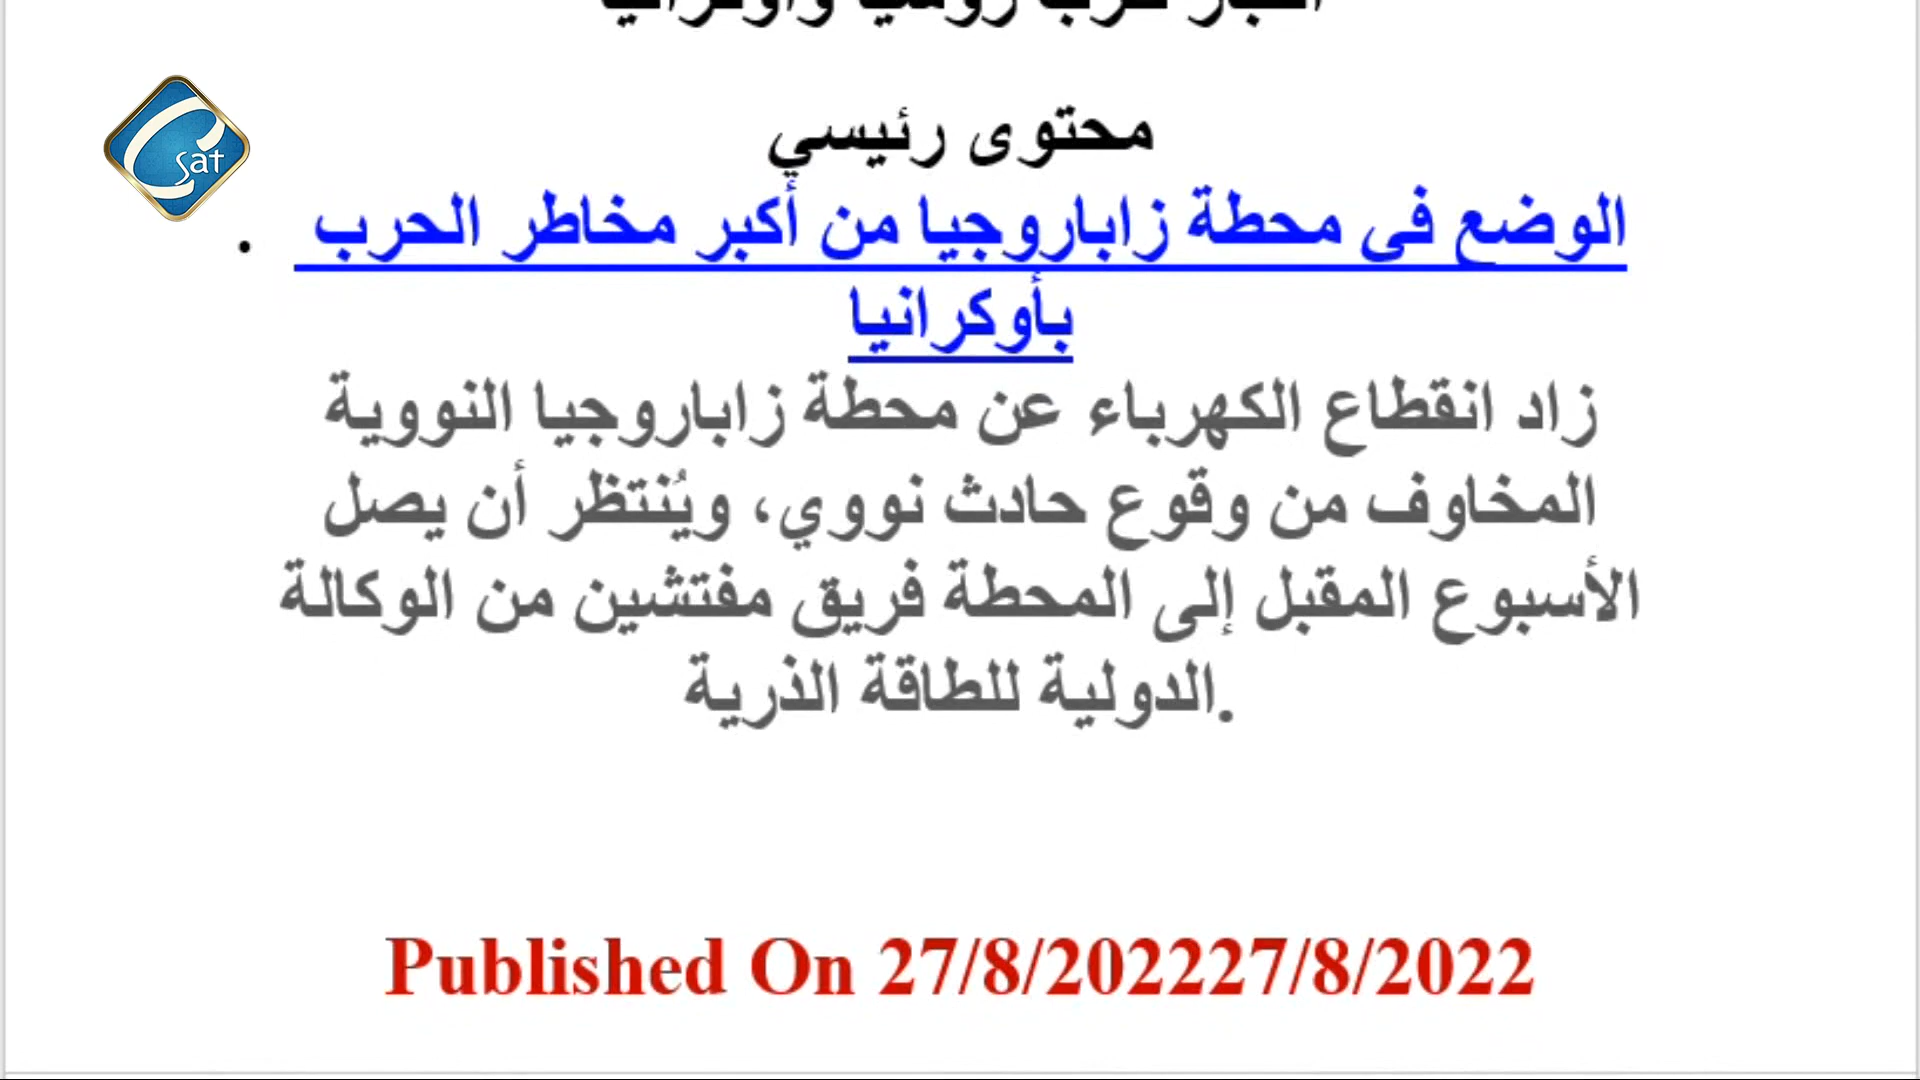 محتوى رئيسي
الوضع في محطة زاباروجيا من أكبر مخاطر الحرب
بأوكرانيا
زاد انقطاع الكهرباء عن محطة زاباروجيا النووية
المخاوف من وقوع حادث نووي، ويُنتظر أن يصل
الأسبوع المقبل إلى المحطة فريق مفتشين من الوكالة
الدولية للطاقة الذرية.
Published On 27/8/202227/8/2022
Sat